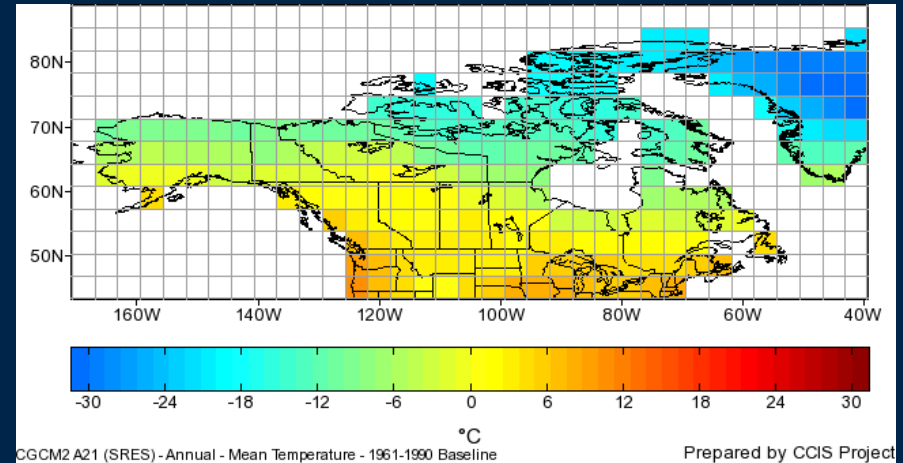 80N
70N
60N
50N
160W 140W 120W 100W 80W 60W 40W
-30 -24 -18 -12 -6 0 6 12 18 24 30
°C
CGCM2 A21 (SRES) - Annual - Mean Temperature - 1961-1990 Baseline Prepared by CCIS Project